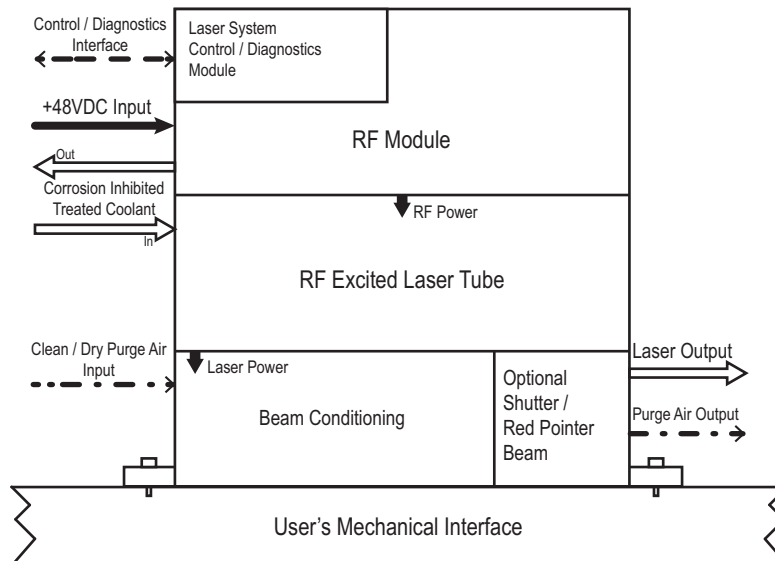 Control / Diagnostics
Interface
Laser System
Control / Diagnostics
Module
+48VDC Input
RF Module
Out
Corrosion Inhibited
Treated Coolant
In
RF Power
RF Excited Laser Tube
Clean / Dry Purge Air
Input
Laser Power
Beam Conditioning
Optional
Shutter /
Red Pointer
Beam
Laser Output
Purge Air Output
User's Mechanical Interface